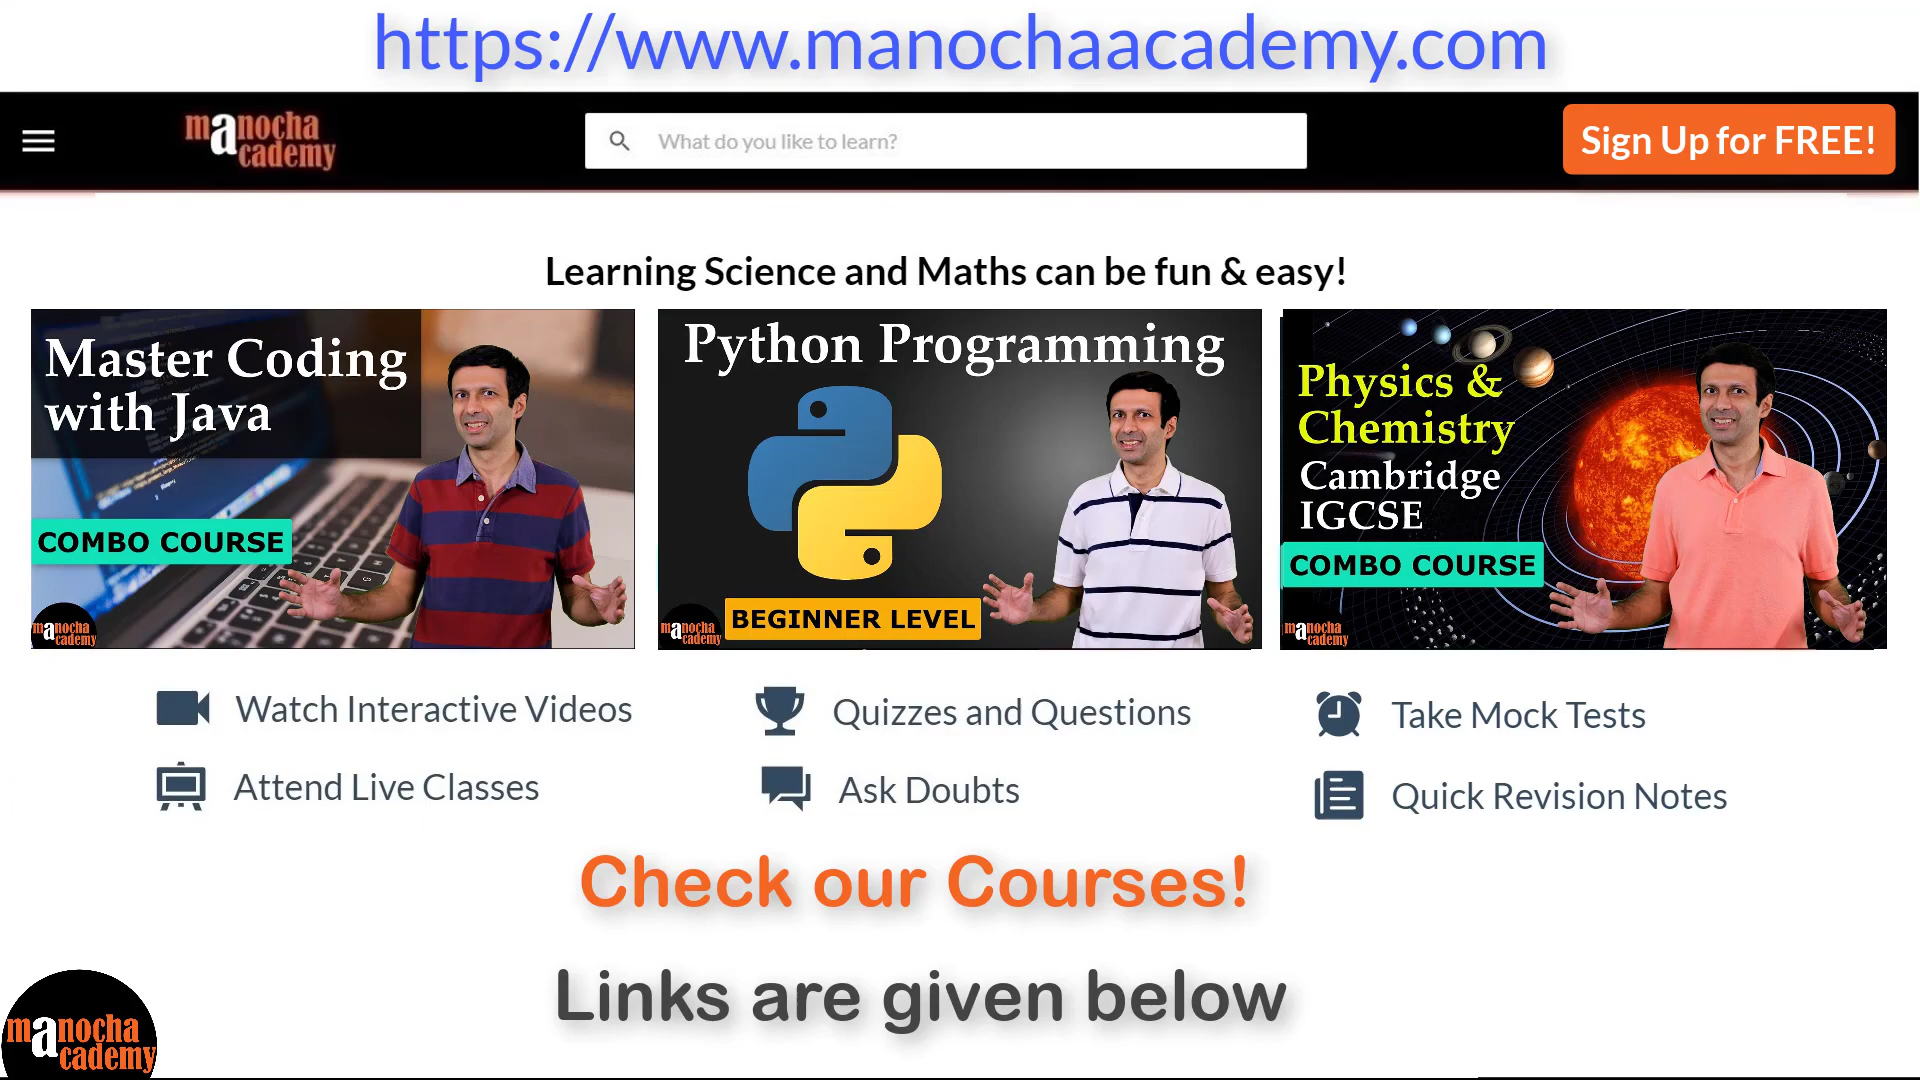 https://www.manochaacademy.com
manocha
academy
What do you like to learn?
Sign Up for FREE!
Learning Science and Maths can be fun & easy!
Master Coding
with Java
COMBO COURSE
manocha
academy
Python Programming
BEGINNER LEVEL
manocha
academy
Physics &
Chemistry
Cambridge
IGCSE
COMBO COURSE
manocha
academy
Watch Interactive Videos
Quizzes and Questions
Take Mock Tests
Attend Live Classes
Ask Doubts
Quick Revision Notes
Check our Courses!
Links are given below
manocha
academy